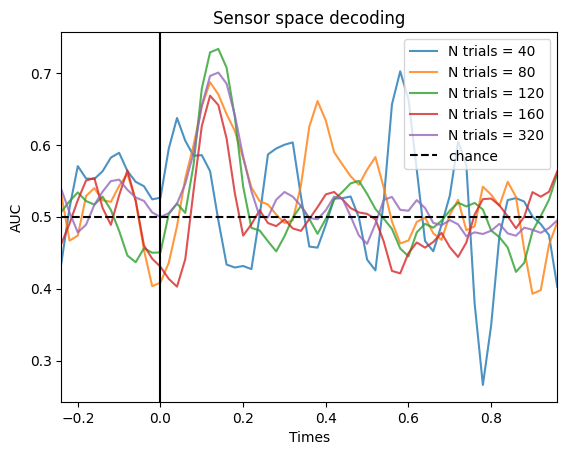 Sensor space decoding
N trials = 40
N trials = 80
N trials = 120
N trials = 160
N trials = 320
chance
AUC
0.7
0.6
0.5
0.4
0.3
−0.2 0.0 0.2 0.4 0.6 0.8
Times